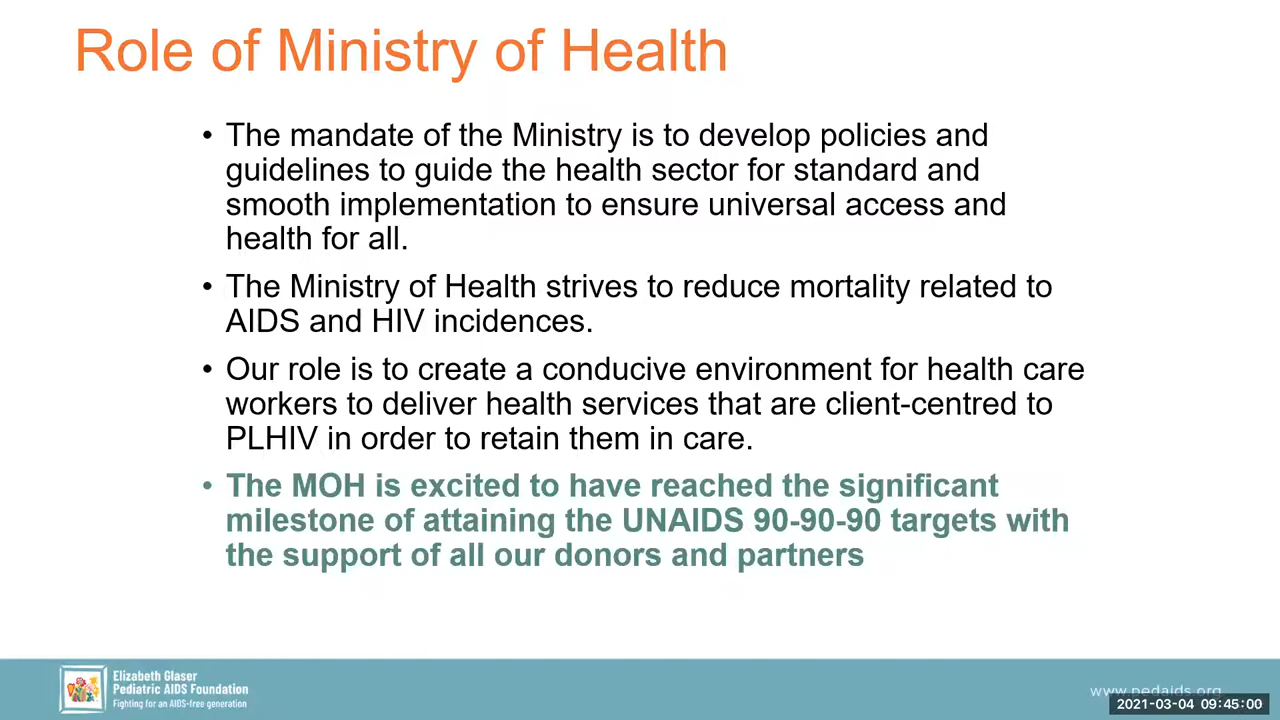 Role of Ministry of Health
• The mandate of the Ministry is to develop policies and
guidelines to guide the health sector for standard and
smooth implementation to ensure universal access and
health for all.
• The Ministry of Health strives to reduce mortality related to
AIDS and HIV incidences.
• Our role is to create a conducive environment for health care
workers to deliver health services that are client-centred to
PLHIV in order to retain them in care.
• The MOH is excited to have reached the significant
milestone of attaining the UNAIDS 90-90-90 targets with
the support of all our donors and partners
Elizabeth Glaser
Pediatric AIDS Foundation
Fighting for an AIDS-free generation
www.pedaids.org
2021-03-04 09:45:00